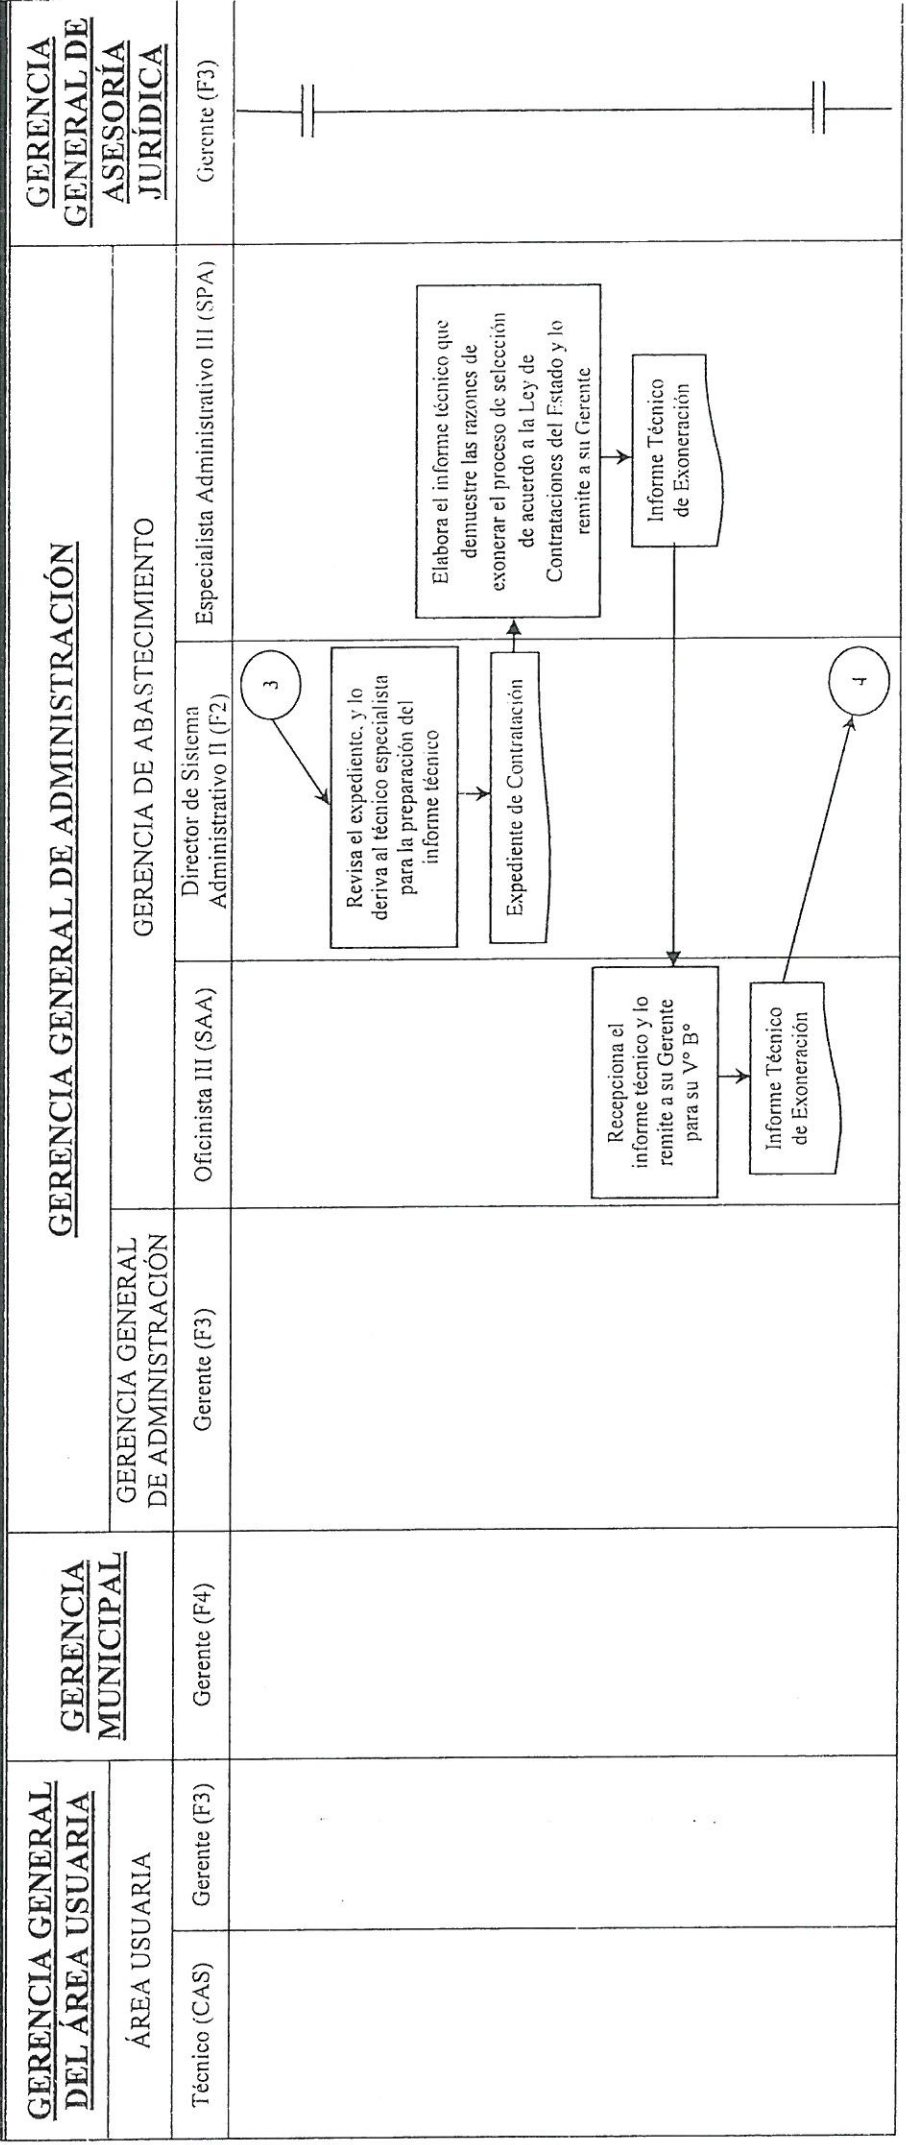 GERENCIA GENERAL
DEL ÁREA USUARIA
GERENCIA
MUNICIPAL
GERENCIA GENERAL DE ADMINISTRACIÓN
GERENCIA
GENERAL DE
ASESORÍA
JURÍDICA
ÁREA USUARIA
GERENCIA GENERAL
DE ADMINISTRACIÓN
GERENCIA DE ABASTECIMIENTO
Técnico (CAS)
Gerente (F3)
Gerente (F4)
Gerente (F3)
Oficinista III (SAA)
Director de Sistema
Administrativo II (F2)
Especialista Administrativo III (SPA)
Gerente (F3)
3
Revisa el expediente, y lo
deriva al técnico especialista
para la preparación del
informe técnico
Expediente de Contratación
Elabora el informe técnico que
demuestre las razones de
exonerar el proceso de selección
de acuerdo a la Ley de
Contrataciones del Estado y lo
remite a su Gerente
Informe Técnico
de Exoneración
Recepciona el
informe técnico y lo
remite a su Gerente
para su V° B°
Informe Técnico
de Exoneración
4